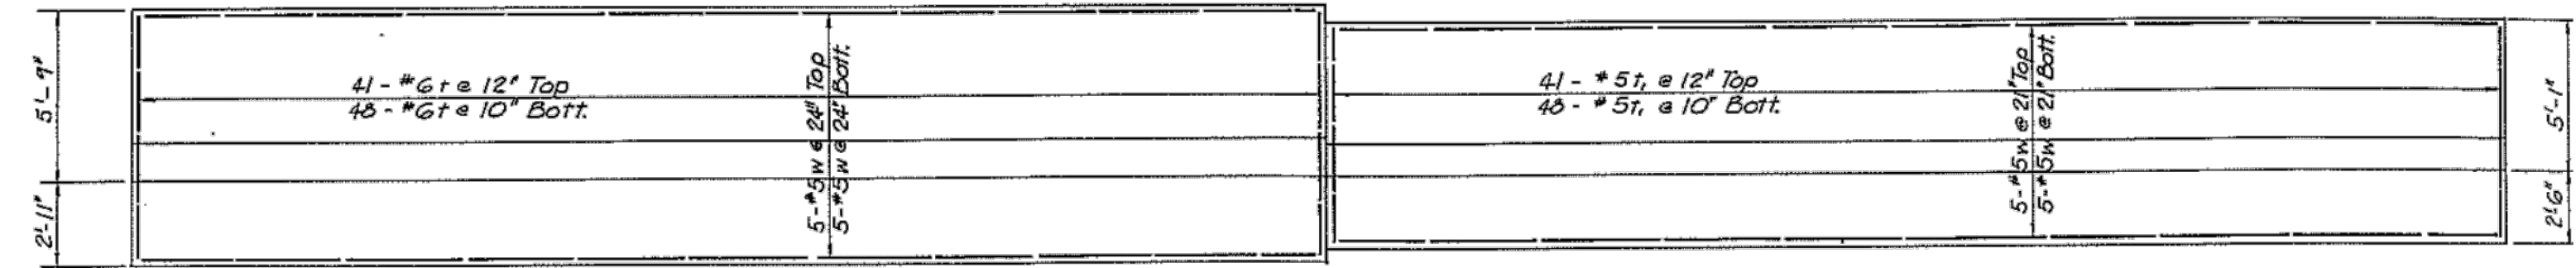 5'-9"
2'-11"
41 - #6t @ 12" Top
48 - #6t @ 10" Bott.
5-#5w @ 24" Top
5-#5w @ 24" Bott.
41 - #5t, @ 12" Top
48 - #5t, @ 10" Bott.
5-#5w @ 21" Top
5-#5w @ 21" Bott.
5'-1"
2'-6"